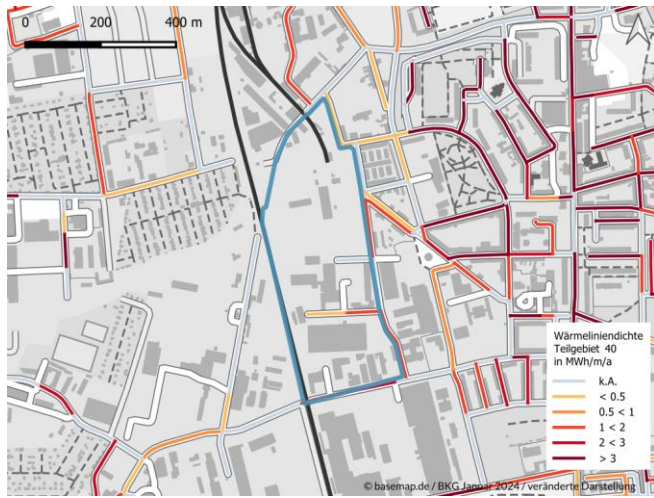 0 200 400 m
Wärmeliniendichte
Teilgebiet 40
in MWh/m/a
k.A.
< 0.5
0.5 < 1
1 < 2
2 < 3
> 3
© basemap.de / BKG Januar 2024 / veränderte Darstellung